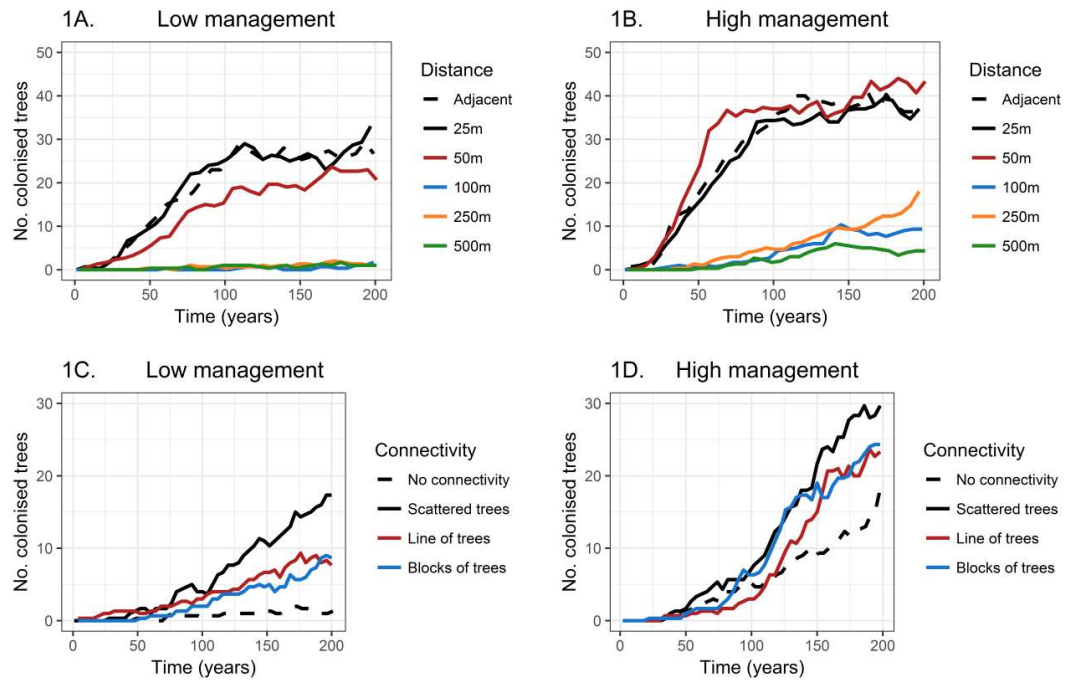 1A. Low management
No. colonised trees
50
40
30
20
10
0
0 50 100 150 200
Time (years)
Distance
Adjacent
25m
50m
100m
250m
500m
1B. High management
No. colonised trees
50
40
30
20
10
0
0 50 100 150 200
Time (years)
Distance
Adjacent
25m
50m
100m
250m
500m
1C. Low management
No. colonised trees
30
20
10
0
0 50 100 150 200
Time (years)
Connectivity
No connectivity
Scattered trees
Line of trees
Blocks of trees
1D. High management
No. colonised trees
30
20
10
0
0 50 100 150 200
Time (years)
Connectivity
No connectivity
Scattered trees
Line of trees
Blocks of trees